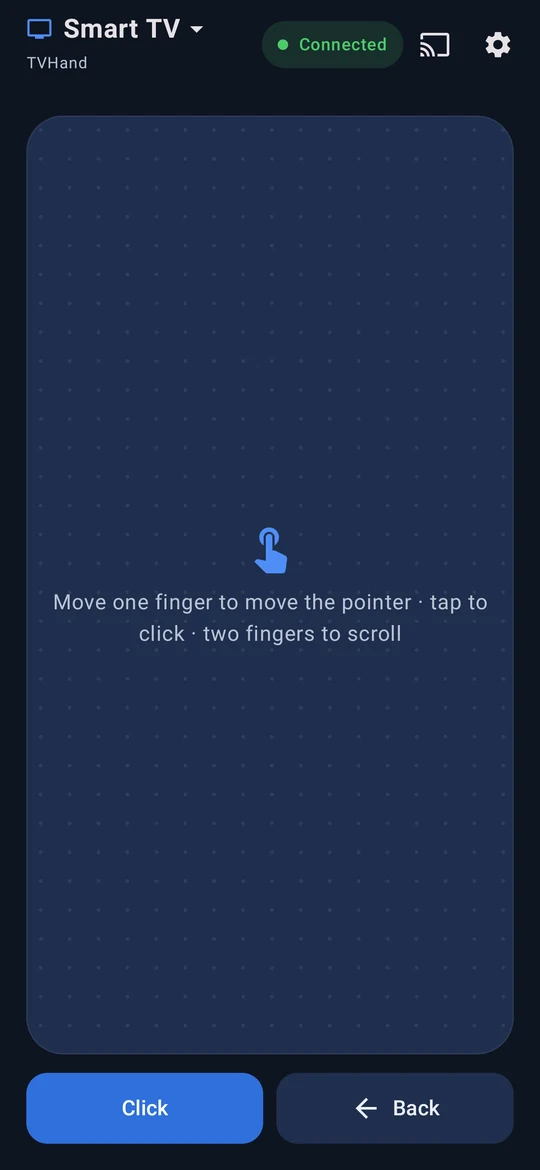 Smart TV
TVHand
Connected
Move one finger to move the pointer · tap to
click · two fingers to scroll
Click
Back